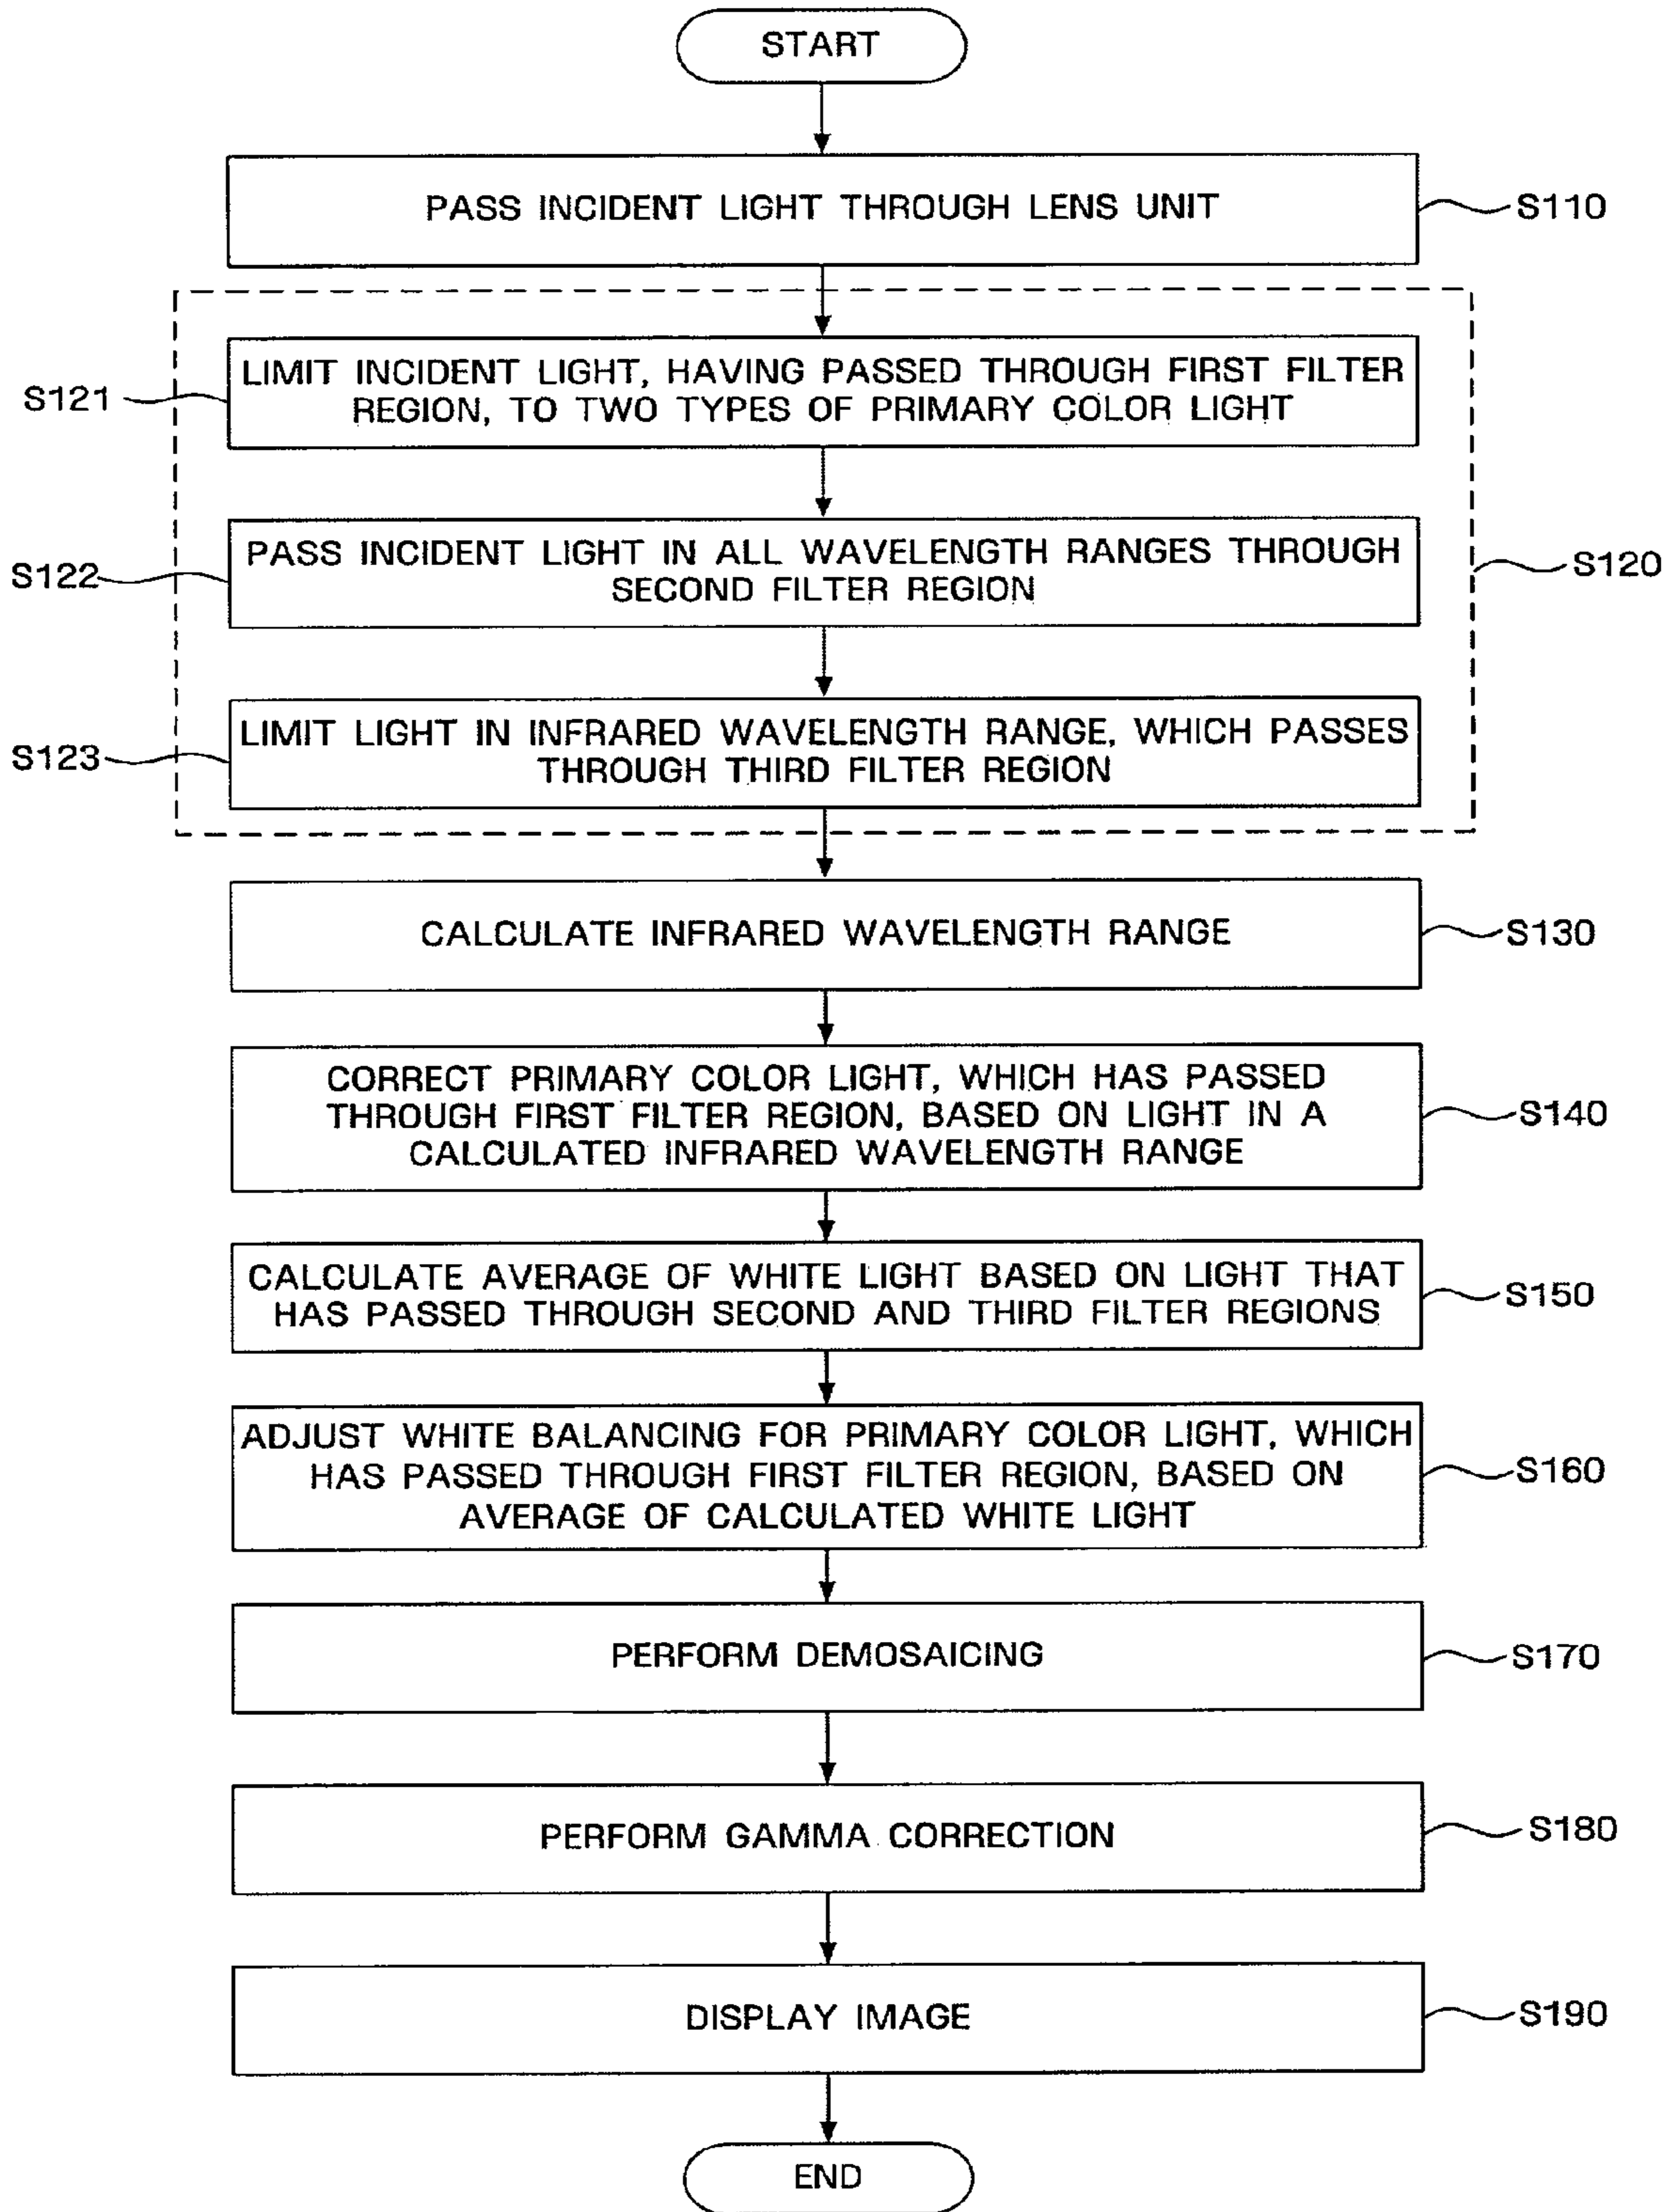 START
PASS INCIDENT LIGHT THROUGH LENS UNIT
S110
LIMIT INCIDENT LIGHT, HAVING PASSED THROUGH FIRST FILTER
REGION, TO TWO TYPES OF PRIMARY COLOR LIGHT
S121
PASS INCIDENT LIGHT IN ALL WAVELENGTH RANGES THROUGH
SECOND FILTER REGION
S122
S120
LIMIT LIGHT IN INFRARED WAVELENGTH RANGE, WHICH PASSES
THROUGH THIRD FILTER REGION
S123
CALCULATE INFRARED WAVELENGTH RANGE
S130
CORRECT PRIMARY COLOR LIGHT, WHICH HAS PASSED
THROUGH FIRST FILTER REGION, BASED ON LIGHT IN A
CALCULATED INFRARED WAVELENGTH RANGE
S140
CALCULATE AVERAGE OF WHITE LIGHT BASED ON LIGHT THAT
HAS PASSED THROUGH SECOND AND THIRD FILTER REGIONS
S150
ADJUST WHITE BALANCING FOR PRIMARY COLOR LIGHT, WHICH
HAS PASSED THROUGH FIRST FILTER REGION, BASED ON
AVERAGE OF CALCULATED WHITE LIGHT
S160
PERFORM DEMOSAICING
S170
PERFORM GAMMA CORRECTION
S180
DISPLAY IMAGE
S190
END